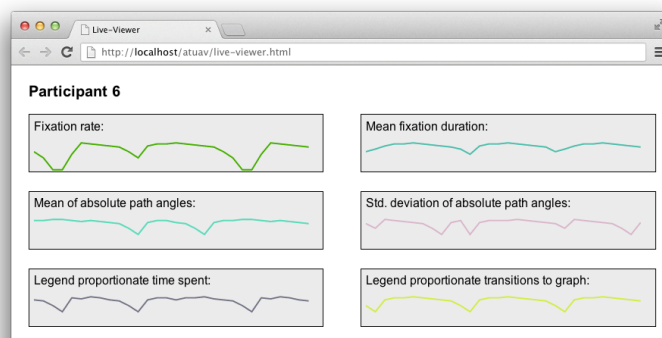 Live-Viewer
http://localhost/atuav/live-viewer.html
Participant 6
Fixation rate:
Mean fixation duration:
Mean of absolute path angles:
Std. deviation of absolute path angles:
Legend proportionate time spent:
Legend proportionate transitions to graph: